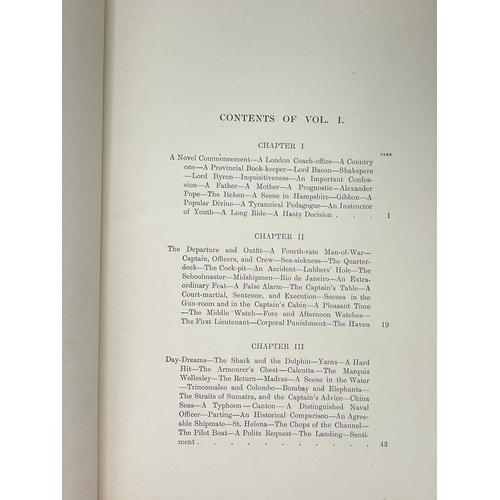 CONTENTS OF VOL. I.
CHAPTER I
PAGE
A Novel Commencement—A London Coach-office—A Country
one—A Provincial Book-keeper—Lord Bacon—Shakspere
—Lord Byron—Inquisitiveness—An Important Confes-
sion—A Father—A Mother—A Prognostic—Alexander
Pope—The Itchen—A Scene in Hampshire—Gibbon—A
Popular Divine—A Tyrannical Pedagogue—An Instructor
of Youth—A Long Ride—A Hasty Decision . . . 1
CHAPTER II
The Departure and Outfit—A Fourth-rate Man-of-War—
Captain, Officers, and Crew—Sea-sickness—The Quarter-
deck—The Cock-pit—An Accident—Lubbers' Hole—The
Schoolmaster—Midshipmen—Rio de Janeiro—An Extra-
ordinary Feat—A False Alarm—The Captain's Table—A
Court-martial, Sentence, and Execution—Scenes in the
Gun-room and in the Captain's Cabin—A Pleasant Time
—The Middle Watch—Fore and Afternoon Watches—
The First Lieutenant—Corporal Punishment—The Haven 19
CHAPTER III
Day-Dreams—The Shark and the Dolphin—Yarns—A Hard
Hit—The Armourer's Chest—Calcutta—The Marquis
Wellesley—The Return—Madras—A Scene in the Water
—Trincomalee and Colombo—Bombay and Elephanta—
The Straits of Sumatra, and the Captain's Advice—China
Seas—A Typhoon—Canton—A Distinguished Naval
Officer—Parting—An Historical Comparison—An Agree-
able Shipmate—St. Helena—The Chops of the Channel—
The Pilot Boat—A Polite Request—The Landing—Senti-
ment . . . . . . . . . . . 43